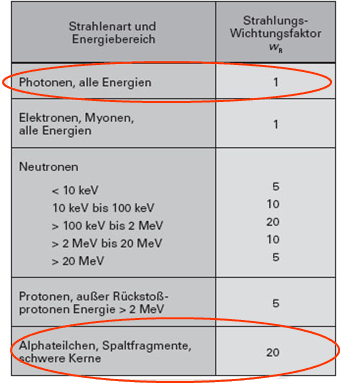 Strahlenart und Energiebereich Strahlungs-Wichtungsfaktor wR
Photonen, alle Energien 1
Elektronen, Myonen,
alle Energien 1
Neutronen
< 10 keV 5
10 keV bis 100 keV 10
> 100 keV bis 2 MeV 20
> 2 MeV bis 20 MeV 10
> 20 MeV 5
Protonen, außer Rückstoß-
protonen Energie > 2 MeV 5
Alphateilchen, Spaltfragmente,
schwere Kerne 20